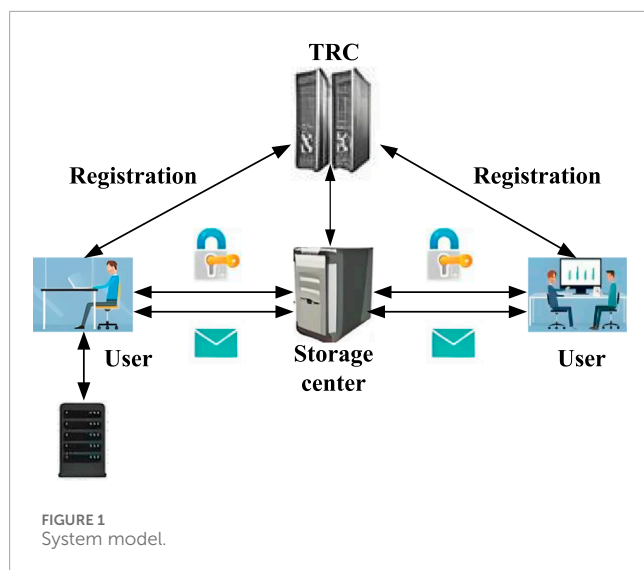 TRC
Registration
Registration
User
Storage
center
User
FIGURE 1
System model.